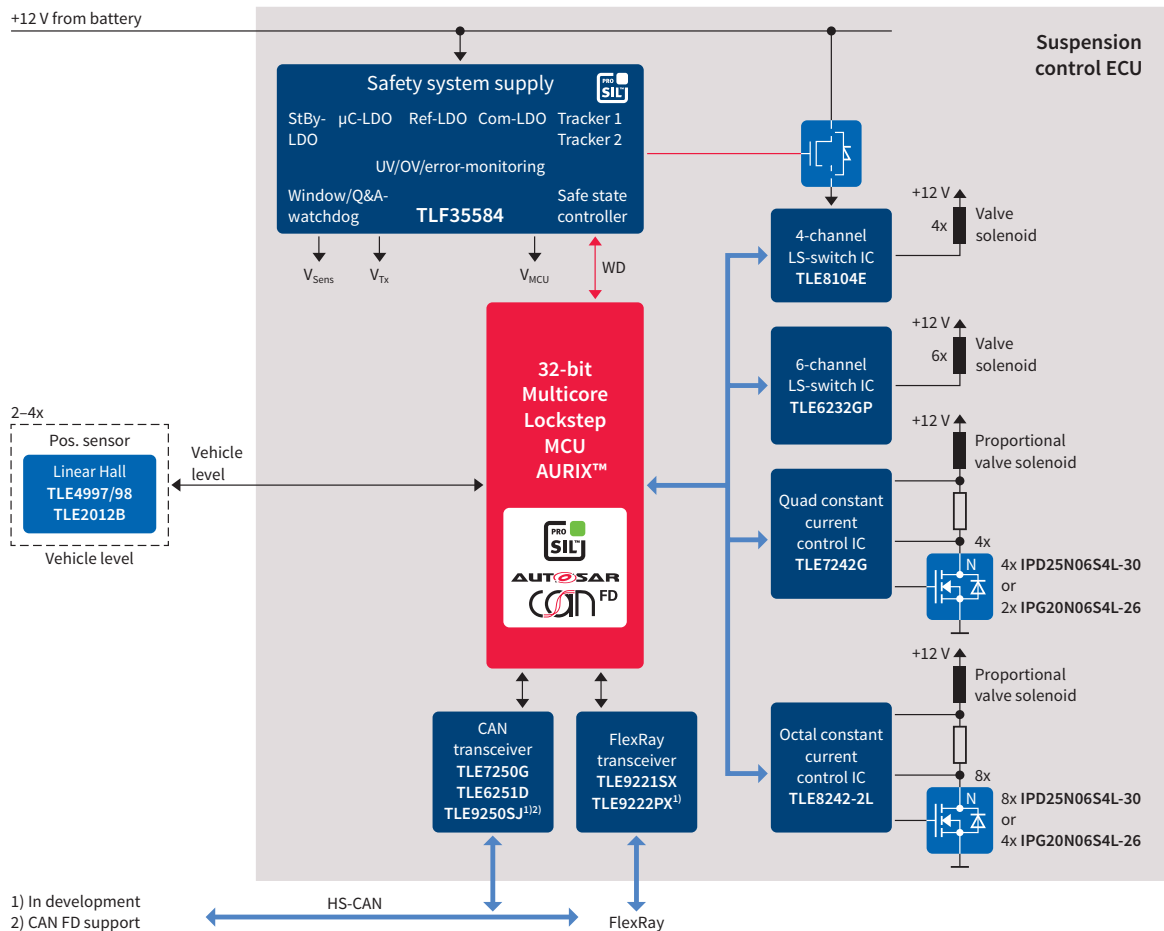 +12 V from battery
Suspension
control ECU
Safety system supply
PRO
SIL™
StBy-
LDO
µC-LDO
Ref-LDO
Com-LDO
Tracker 1
Tracker 2
UV/OV/error-monitoring
Window/Q&A-
watchdog
TLF35584
Safe state
controller
VSens
VTx
VMCU
WD
4-channel
LS-switch IC
TLE8104E
+12 V
4x
Valve
solenoid
6-channel
LS-switch IC
TLE6232GP
+12 V
6x
Valve
solenoid
32-bit
Multicore
Lockstep
MCU
AURIX™
PRO
SIL™
AUTOSAR
CAN FD
2–4x
Pos. sensor
Linear Hall
TLE4997/98
TLE2012B
Vehicle level
Vehicle
level
Quad constant
current
control IC
TLE7242G
+12 V
Proportional
valve solenoid
4x
N
4x IPD25N06S4L-30
or
2x IPG20N06S4L-26
Octal constant
current
control IC
TLE8242-2L
+12 V
Proportional
valve solenoid
8x
N
8x IPD25N06S4L-30
or
4x IPG20N06S4L-26
CAN
transceiver
TLE7250G
TLE6251D
TLE9250SJ1)2)
FlexRay
transceiver
TLE9221SX
TLE9222PX1)
1) In development
2) CAN FD support
HS-CAN
FlexRay